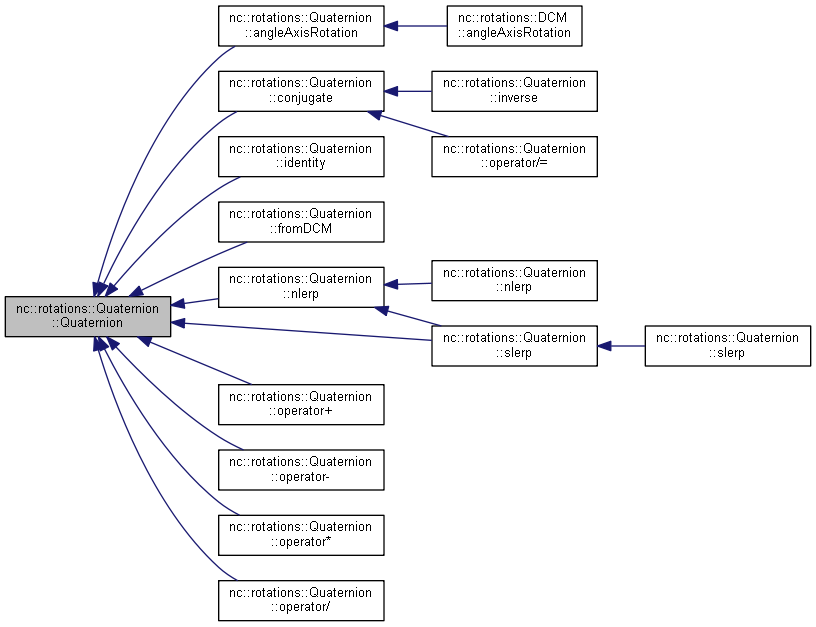 nc::rotations::Quaternion
::angleAxisRotation
nc::rotations::DCM
::angleAxisRotation
nc::rotations::Quaternion
::conjugate
nc::rotations::Quaternion
::inverse
nc::rotations::Quaternion
::operator/=
nc::rotations::Quaternion
::identity
nc::rotations::Quaternion
::fromDCM
nc::rotations::Quaternion
::nlerp
nc::rotations::Quaternion
::nlerp
nc::rotations::Quaternion
::Quaternion
nc::rotations::Quaternion
::slerp
nc::rotations::Quaternion
::slerp
nc::rotations::Quaternion
::operator+
nc::rotations::Quaternion
::operator-
nc::rotations::Quaternion
::operator*
nc::rotations::Quaternion
::operator/